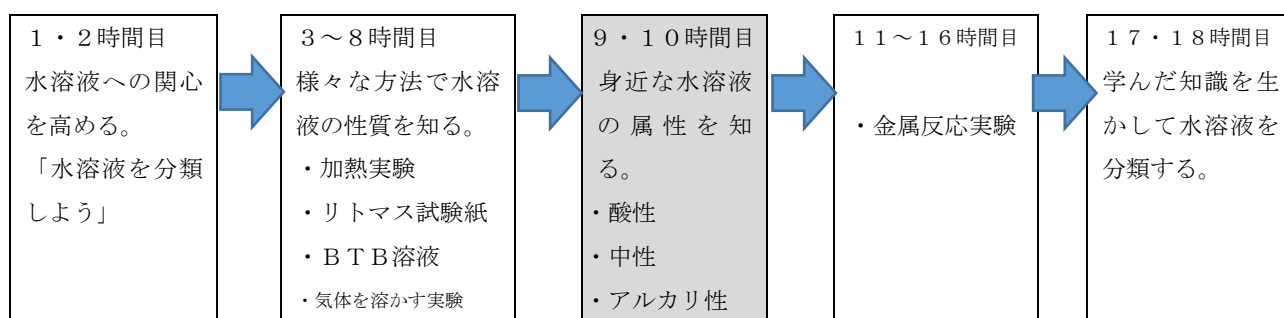 1・2時間目
水溶液への関心
を高める。
「水溶液を分類
しよう」
3～8時間目
様々な方法で水溶
液の性質を知る。
・加熱実験
・リトマス試験紙
・BTB溶液
・気体を溶かす実験
9・10時間目
身近な水溶液
の属性を知
る。
・酸性
・中性
・アルカリ性
11～16時間目
・金属反応実験
17・18時間目
学んだ知識を生
かして水溶液を
分類する。